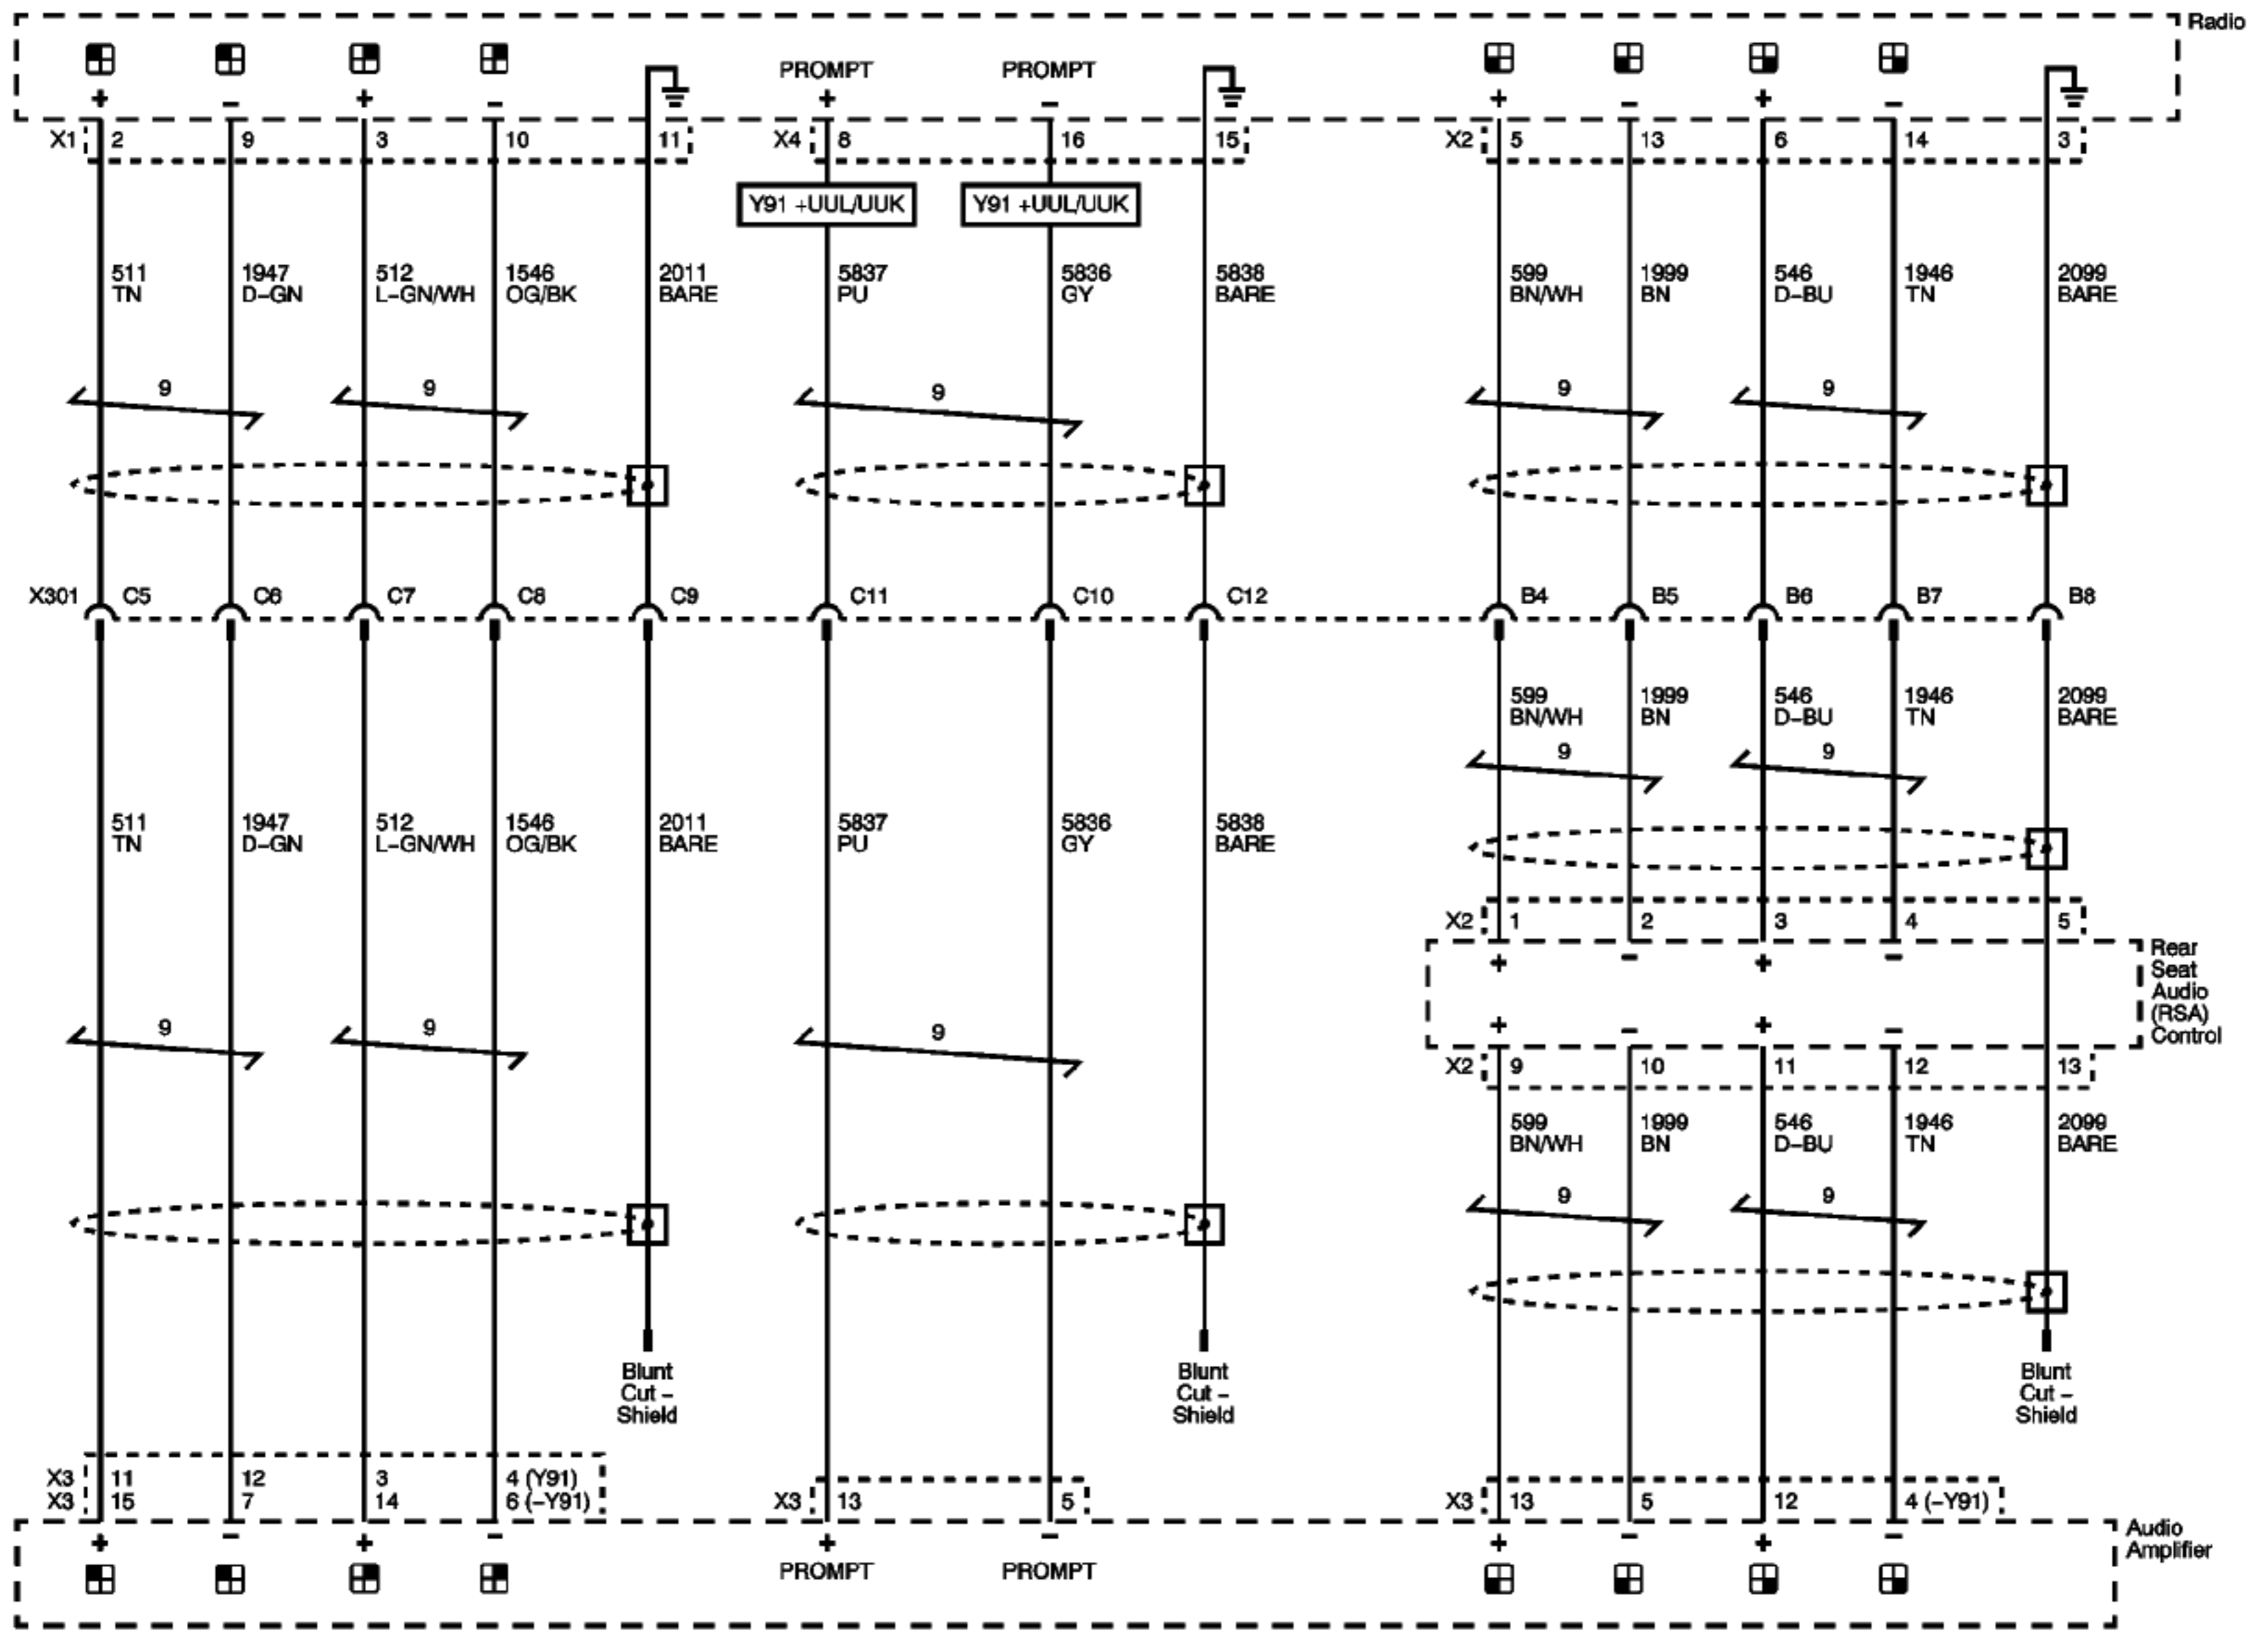 Radio
PROMPT PROMPT
+ − + − + − + − + −
X1 2 9 3 10 11 X4 8 16 15 X2 5 13 6 14 3
Y91 +UUL/UUK Y91 +UUL/UUK
511 1947 512 1546 2011 5837 5836 5838 599 1999 546 1946 2099
TN D-GN L-GN/WH OG/BK BARE PU GY BARE BN/WH BN D-BU TN BARE
9 9 9 9 9
X301 C5 C6 C7 C8 C9 C11 C10 C12 B4 B5 B6 B7 B8
599 1999 546 1946 2099
BN/WH BN D-BU TN BARE
9 9
511 1947 512 1546 2011 5837 5836 5838
TN D-GN L-GN/WH OG/BK BARE PU GY BARE
X2 1 2 3 4 5
+ − + −
Rear
Seat
Audio
(RSA)
Control
+ − + −
9 9 9
X2 9 10 11 12 13
599 1999 546 1946 2099
BN/WH BN D-BU TN BARE
9 9
Blunt
Cut –
Shield
Blunt
Cut –
Shield
Blunt
Cut –
Shield
X3 11 12 3 4 (Y91)
X3 15 7 14 6 (-Y91) X3 13 5 X3 13 5 12 4 (-Y91)
+ − + − + − + − + −
Audio
Amplifier
PROMPT PROMPT